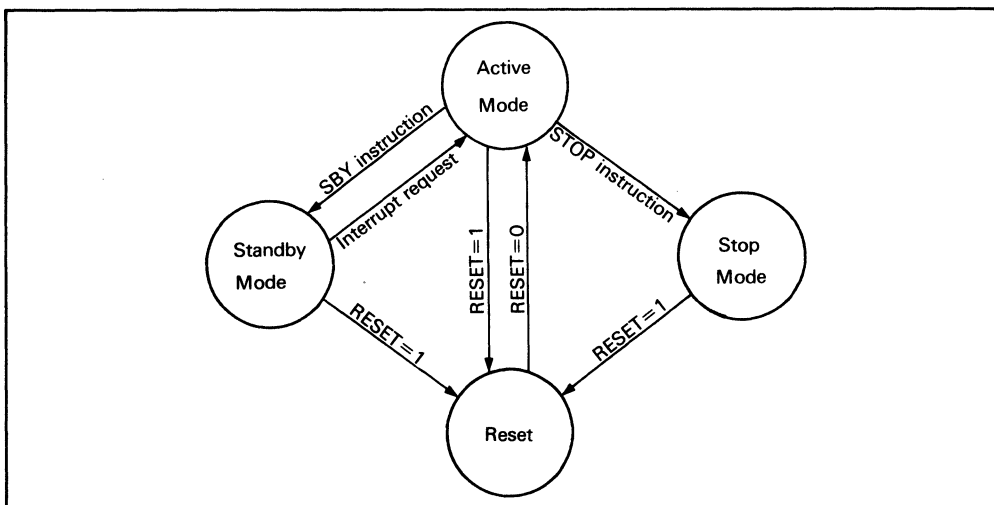 Active
Mode
SBY instruction
Interrupt request
STOP instruction
Standby
Mode
Stop
Mode
RESET=1
RESET=0
RESET=1
RESET=1
Reset